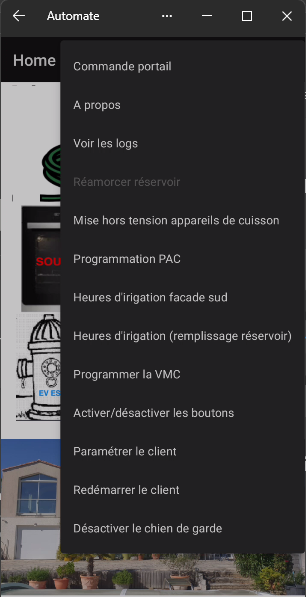 Automate
Home
Commande portail
A propos
Voir les logs
Réamorcer réservoir
Mise hors tension appareils de cuisson
Programmation PAC
Heures d'irigation facade sud
Heures d'irigation (remplissage réservoir)
Programmer la VMC
Activer/désactiver les boutons
Paramétrer le client
Redémarrer le client
Désactiver le chien de garde
SOU
EV ES